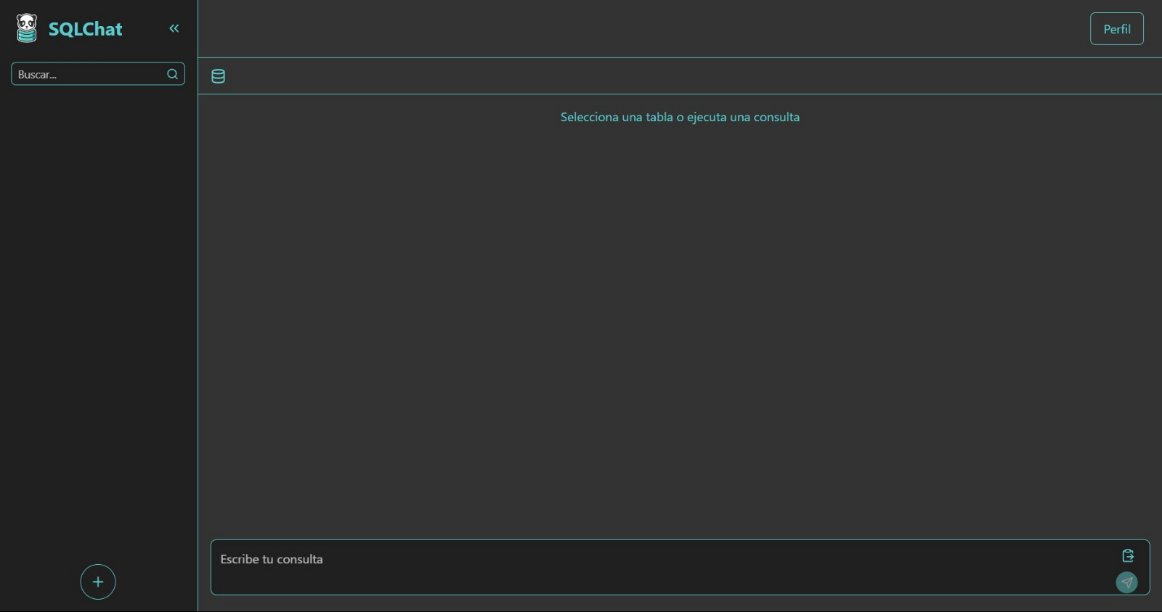 SQLChat
Perfil
Buscar...
Selecciona una tabla o ejecuta una consulta
Escribe tu consulta